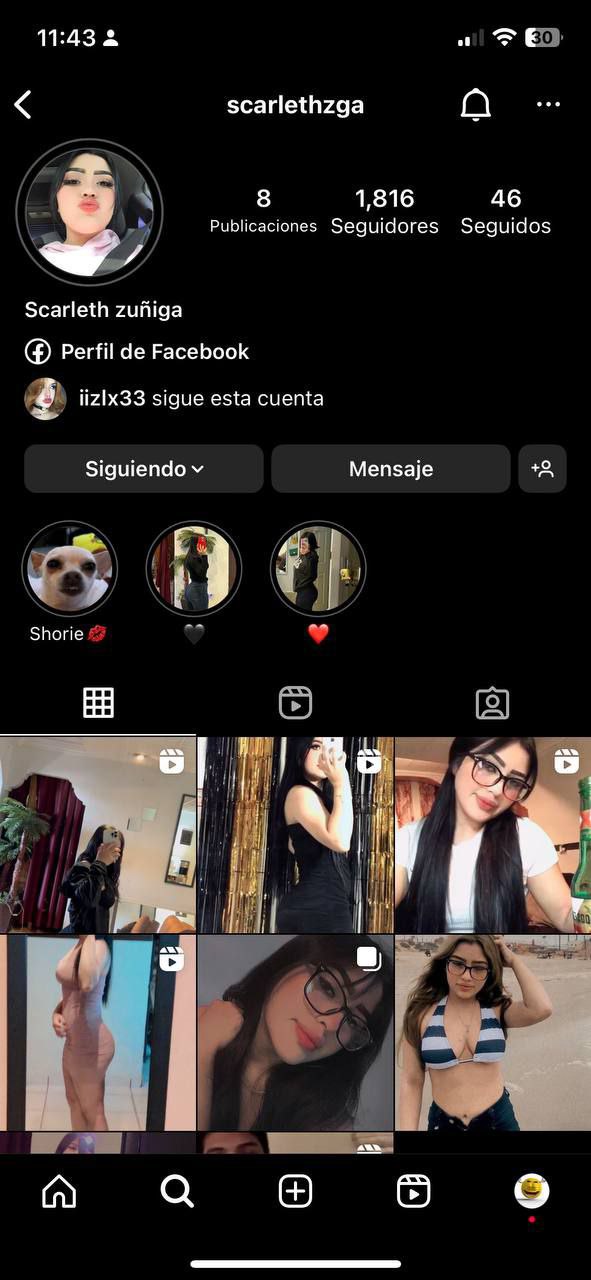 11:43
30
scarlethzga
8
1,816
46
Publicaciones
Seguidores
Seguidos
Scarleth zuñiga
Perfil de Facebook
iizlx33 sigue esta cuenta
Siguiendo
Mensaje
Shorie💋
🖤
❤️